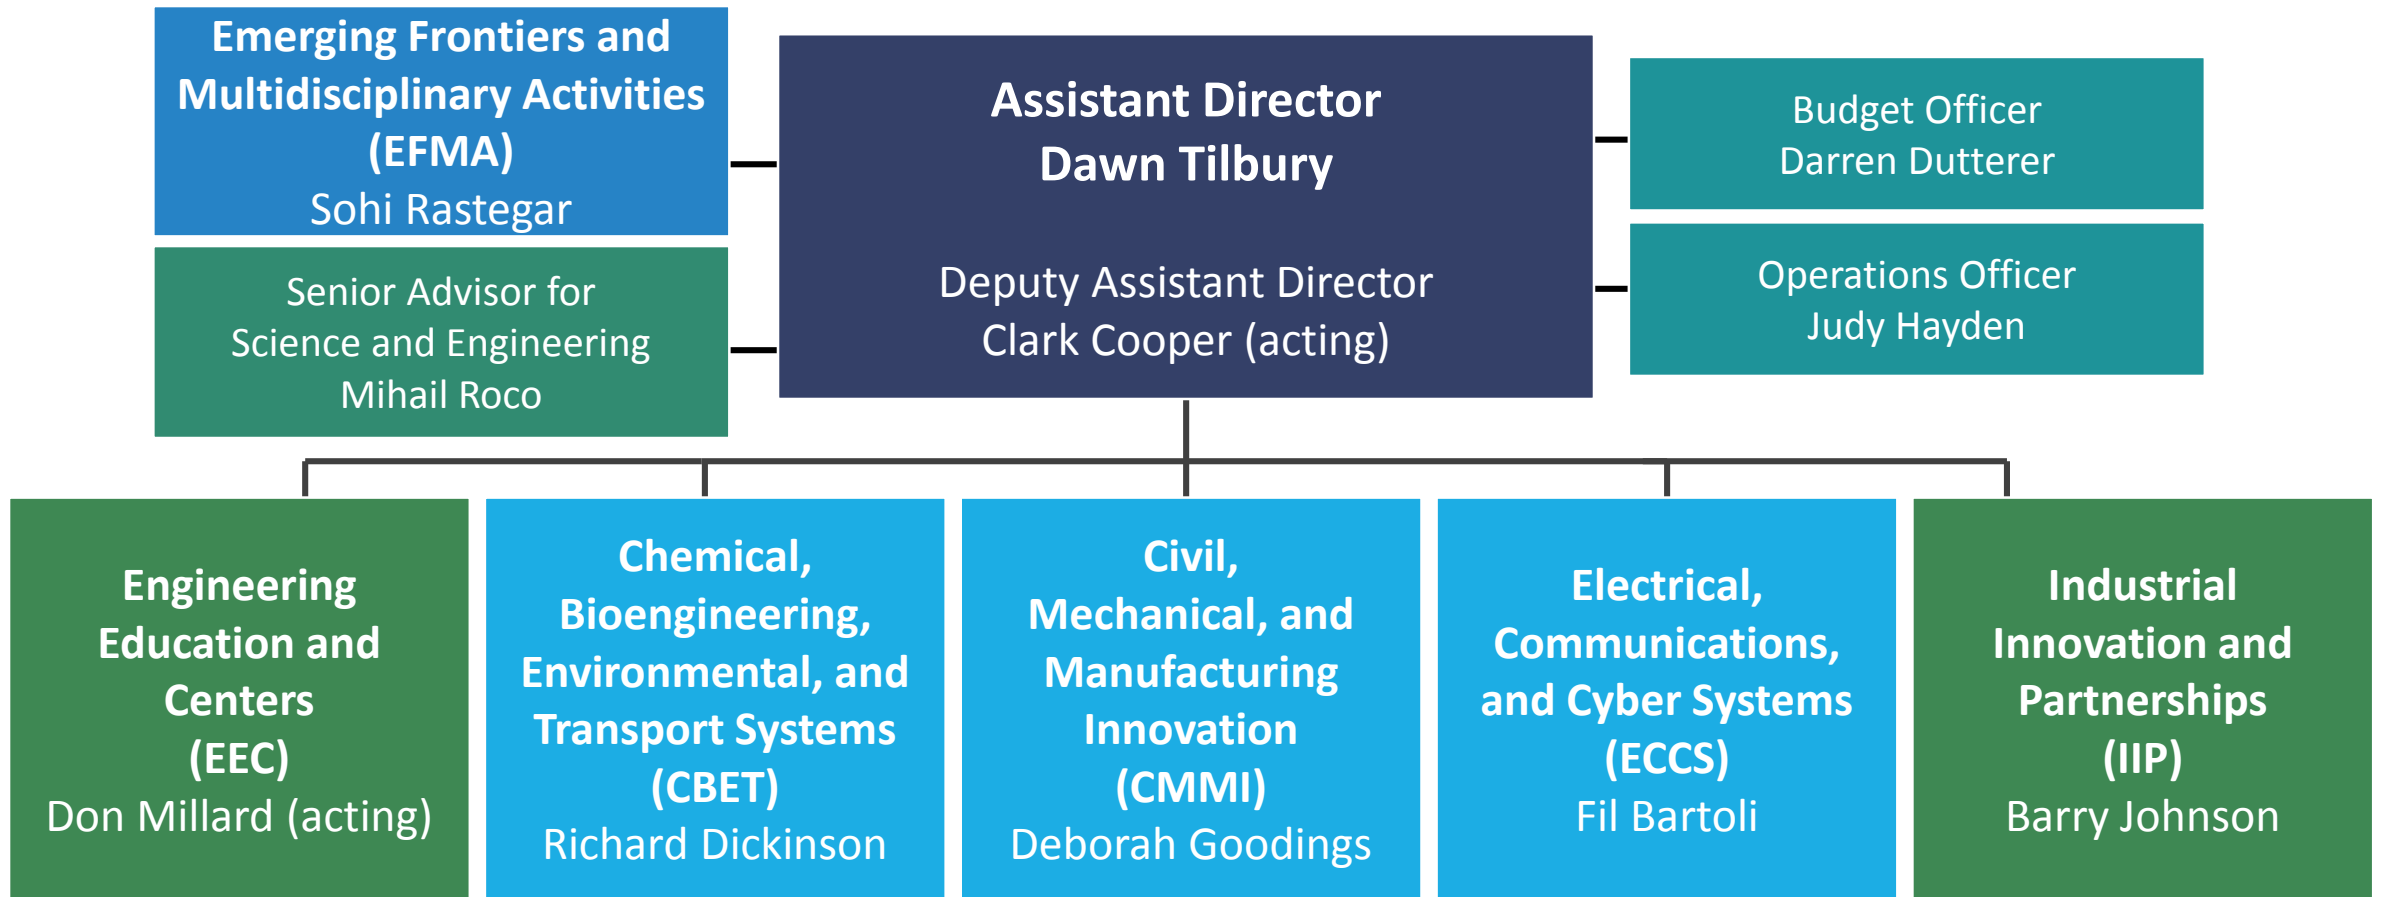 Emerging Frontiers and
Multidisciplinary Activities
(EFMA)
Sohi Rastegar
Senior Advisor for
Science and Engineering
Mihail Roco
Assistant Director
Dawn Tilbury
Deputy Assistant Director
Clark Cooper (acting)
Budget Officer
Darren Dutterer
Operations Officer
Judy Hayden
Engineering
Education and
Centers
(EEC)
Don Millard (acting)
Chemical,
Bioengineering,
Environmental, and
Transport Systems
(CBET)
Richard Dickinson
Civil,
Mechanical, and
Manufacturing
Innovation
(CMMI)
Deborah Goodings
Electrical,
Communications,
and Cyber Systems
(ECCS)
Fil Bartoli
Industrial
Innovation and
Partnerships
(IIP)
Barry Johnson